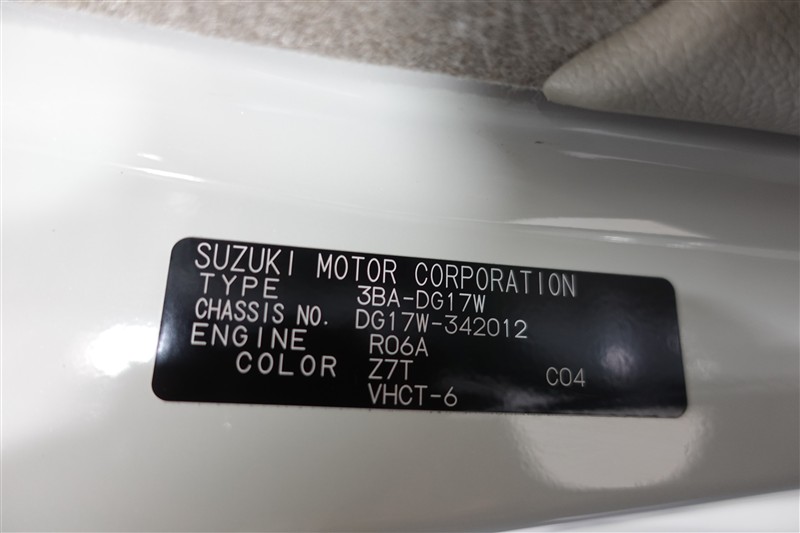 SUZUKI MOTOR CORPORATION
TYPE 3BA-DG17W
CHASSIS NO. DG17W-342012
ENGINE R06A
COLOR Z7T C04
VHCT-6